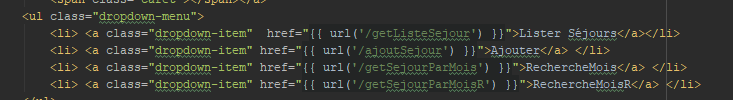 <span class="caret"></span></a>
<ul class="dropdown-menu">
<li> <a class="dropdown-item"  href="{{ url('/getListeSejour') }}">Lister Séjours</a></li>
<li> <a class="dropdown-item" href="{{ url('/ajoutSejour') }}">Ajouter</a> </li>
<li> <a class="dropdown-item" href="{{ url('/getSejourParMois') }}">RechercheMois</a> </li>
<li> <a class="dropdown-item" href="{{ url('/getSejourParMoisR') }}">RechercheMoisR</a> </li>
</ul>